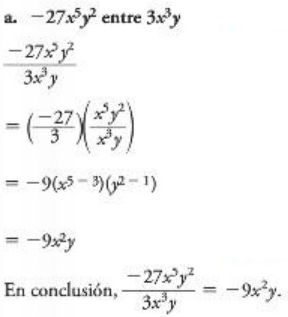 a. −27x⁵y² entre 3x³y
−27x⁵y²
3x³y
= (−27/3)(x⁵y²/x³y)
= −9(x⁵ ⁻ ³)(y² ⁻ ¹)
= −9x²y
En conclusión, −27x⁵y²/3x³y = −9x²y.